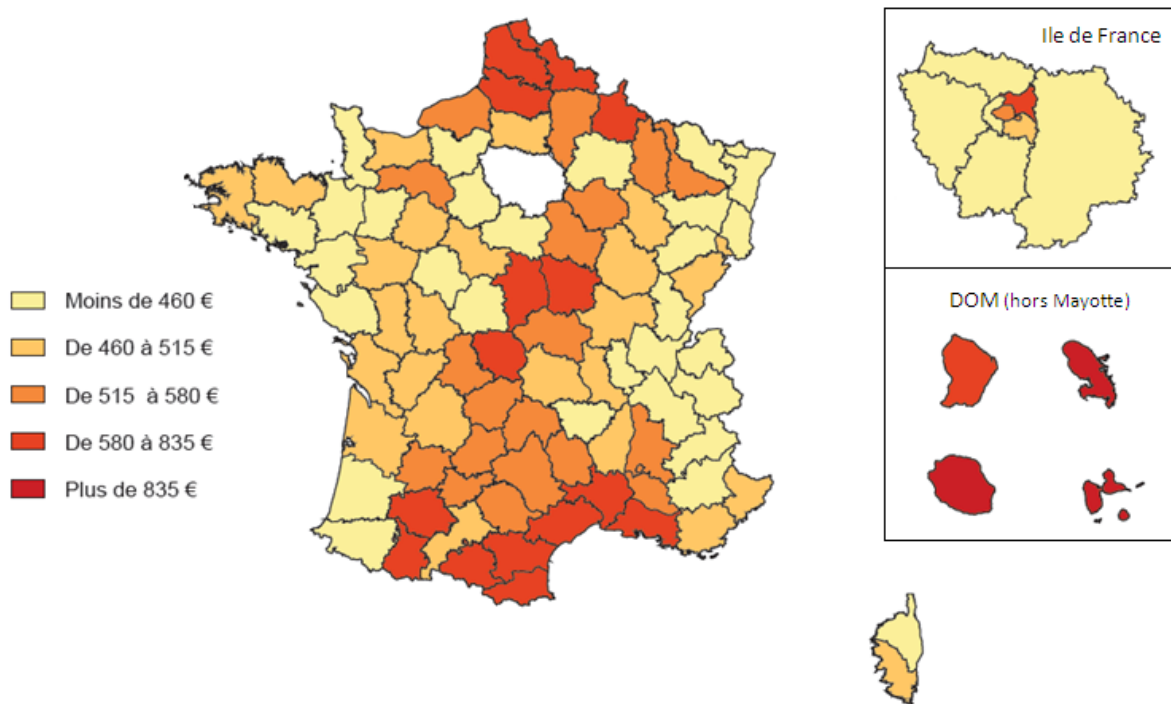 Ile de France
Moins de 460 €
De 460 à 515 €
De 515 à 580 €
De 580 à 835 €
Plus de 835 €
DOM (hors Mayotte)